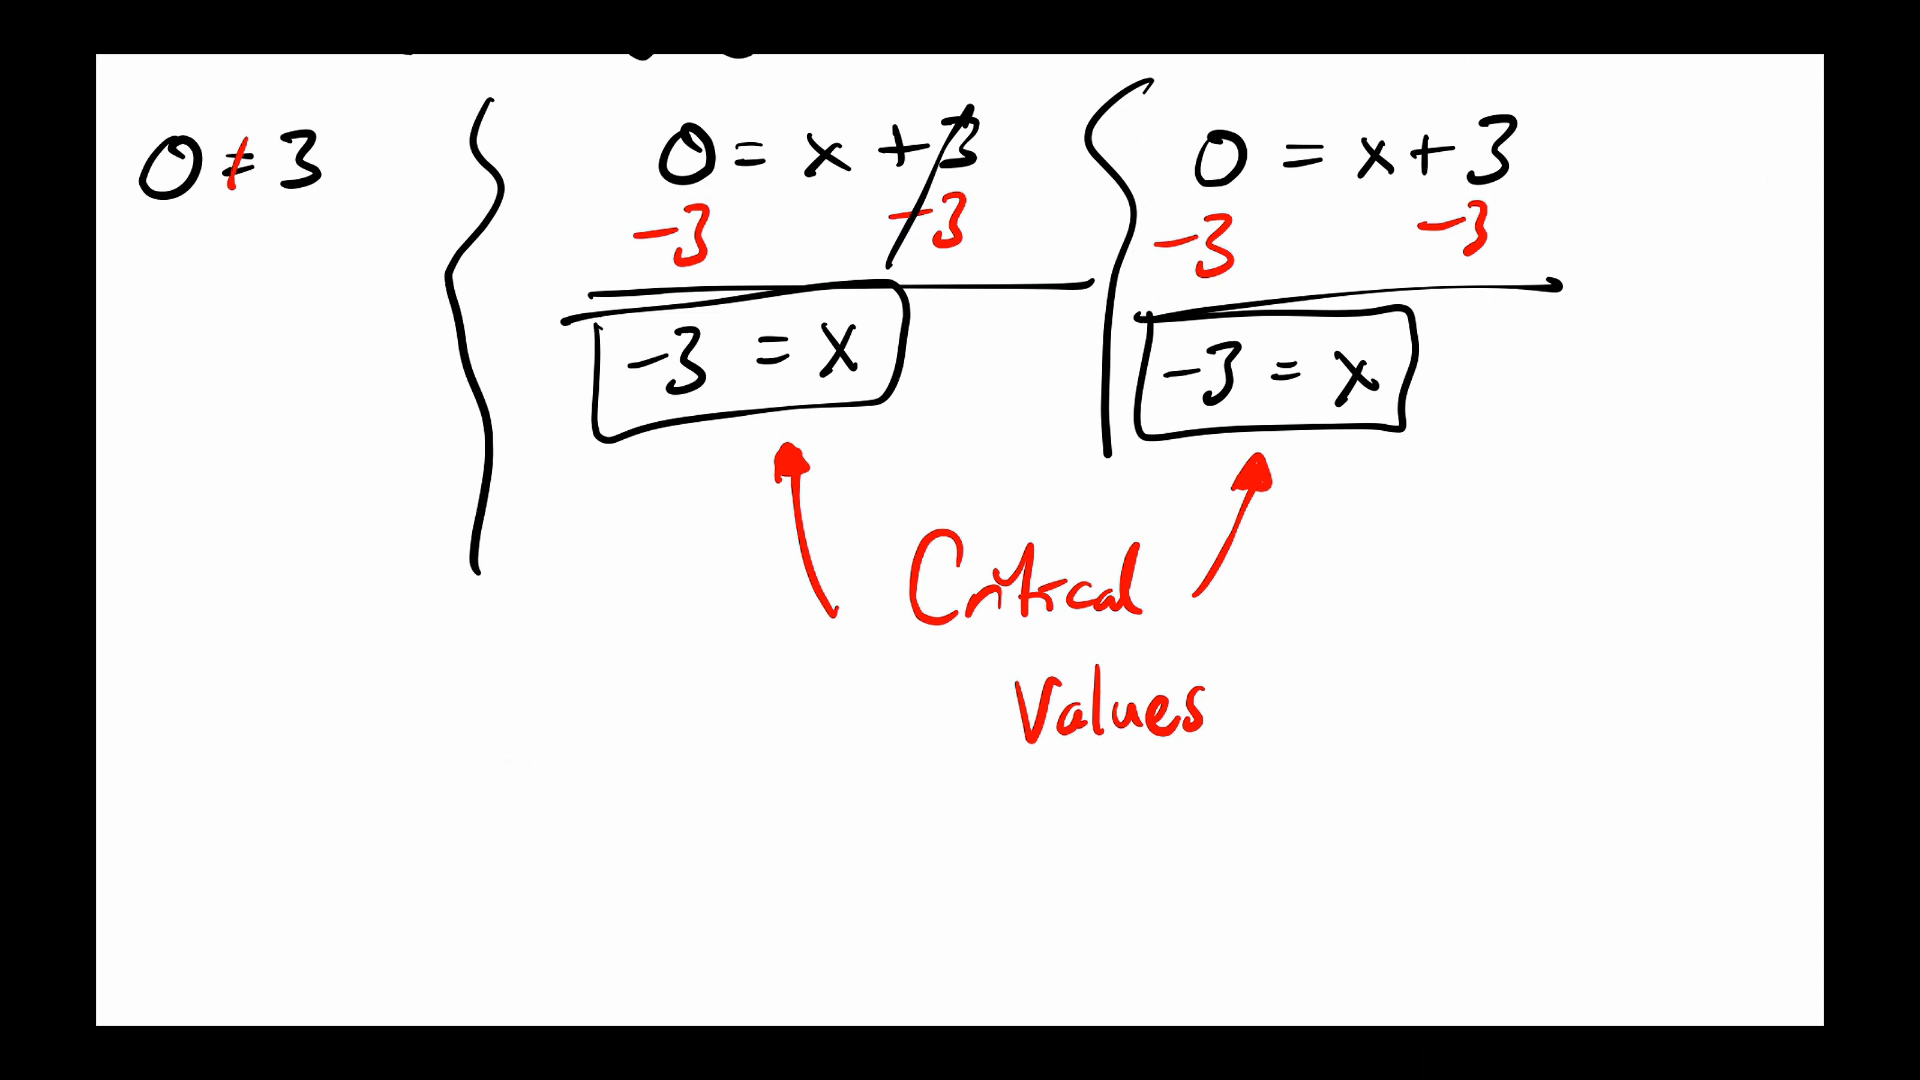 0 ≠ 3
0 = x + 3
-3 -3
-3 = x
0 = x + 3
-3 -3
-3 = x
Critical
Values